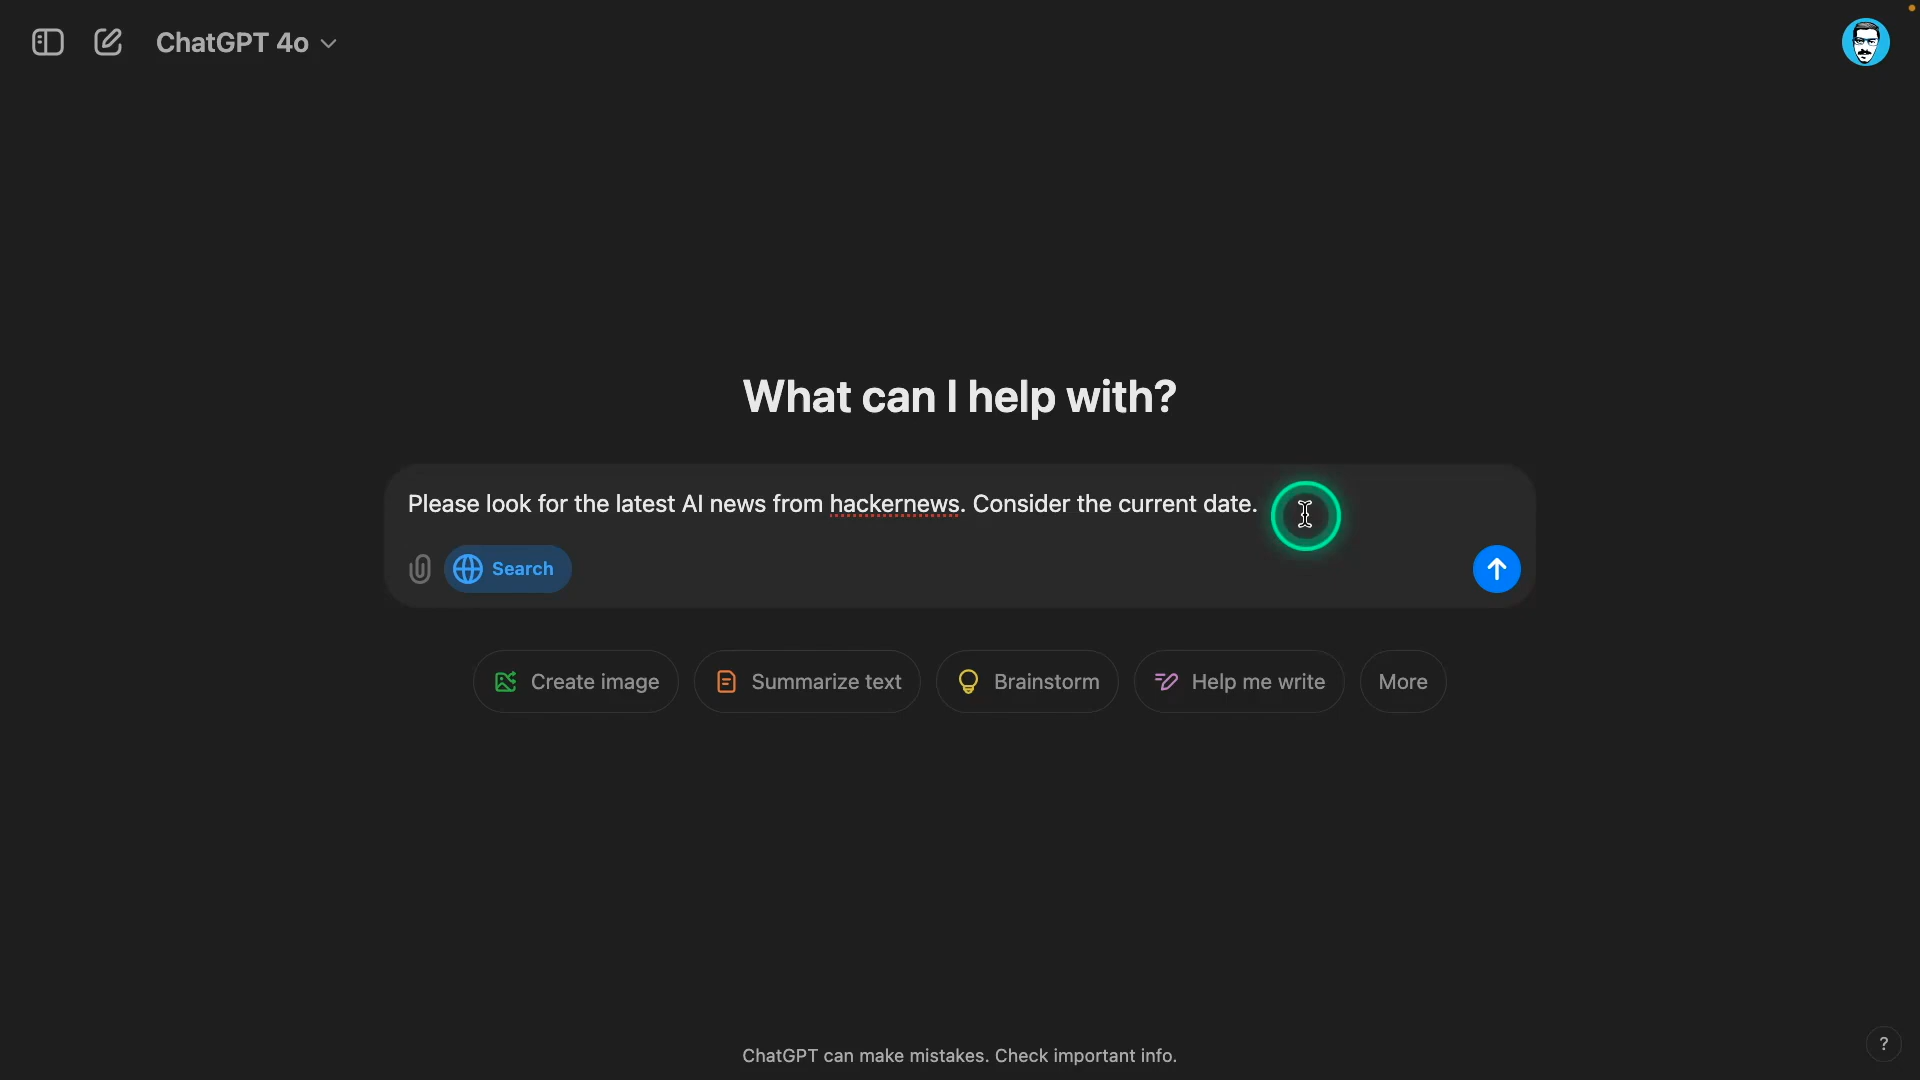 ChatGPT 4o
What can I help with?
Please look for the latest AI news from hackernews. Consider the current date.
Search
Create image
Summarize text
Brainstorm
Help me write
More
ChatGPT can make mistakes. Check important info.
?